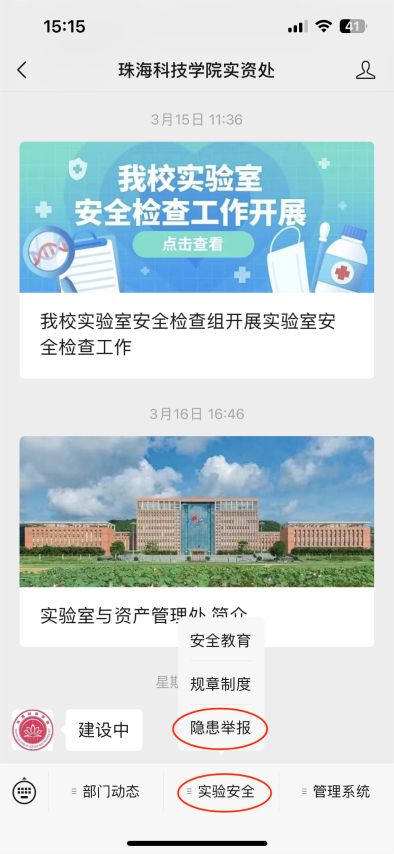 15:15
41
珠海科技学院实资处
3月15日 11:36
我校实验室
安全检查工作开展
点击查看
我校实验室安全检查组开展实验室安
全检查工作
3月16日 16:46
实验室与资产管理处 简介
安全教育
星期
规章制度
建设中
隐患举报
部门动态
实验安全
管理系统